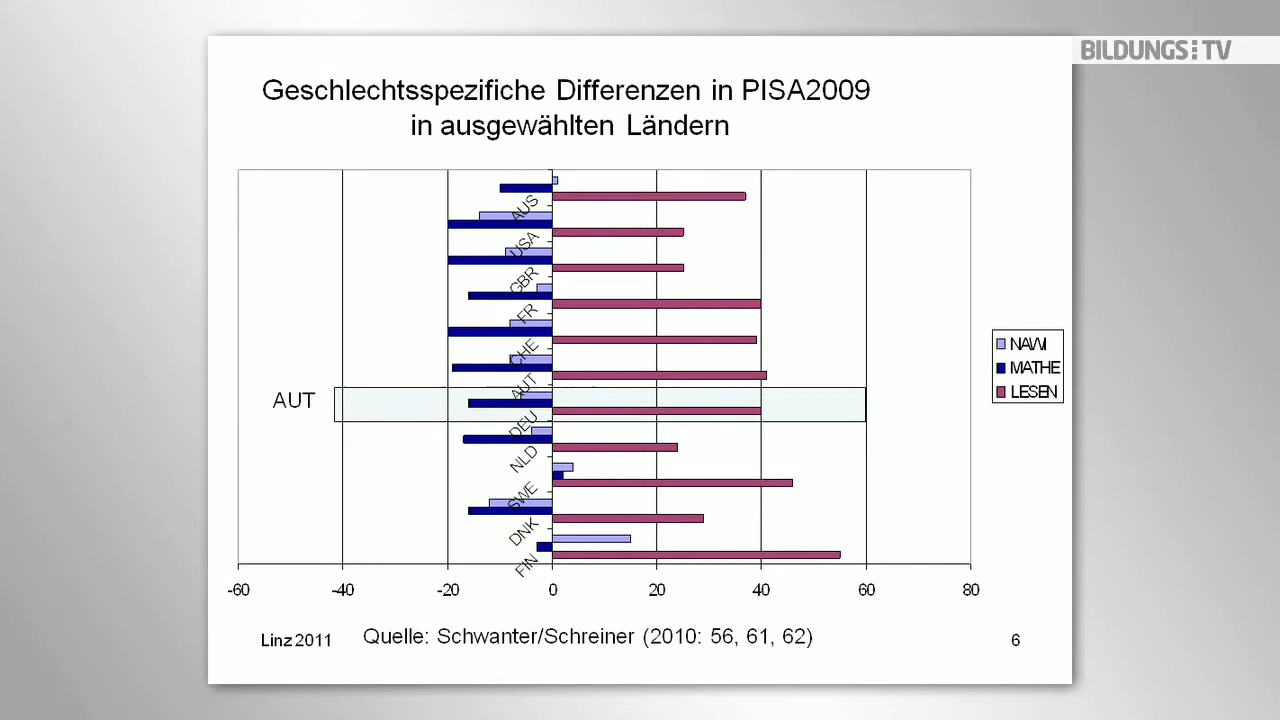 BILDUNGS:TV
Geschlechtsspezifiche Differenzen in PISA2009
in ausgewählten Ländern
AUS
USA
GBR
FR
CHE
AUT
DEU
NLD
SWE
DNK
FIN
AUT
NAWI
MATHE
LESEN
-60 -40 -20 0 20 40 60 80
Linz 2011 Quelle: Schwanter/Schreiner (2010: 56, 61, 62) 6